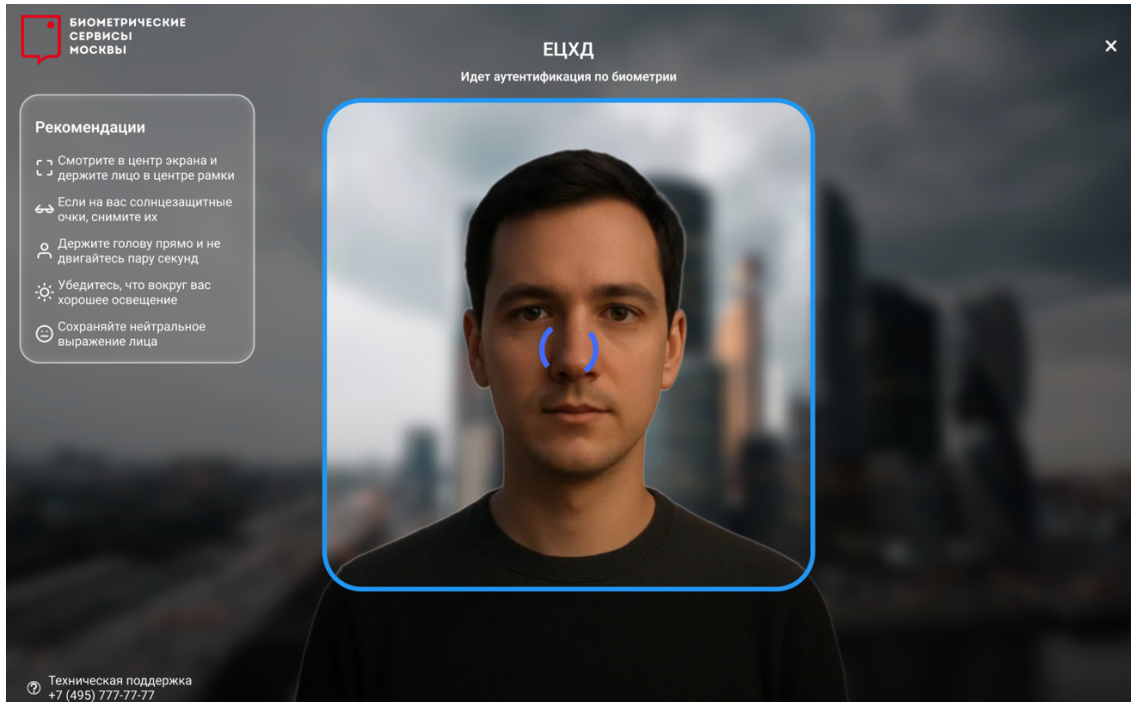 БИОМЕТРИЧЕСКИЕ
СЕРВИСЫ
МОСКВЫ
ЕЦХД
Идет аутентификация по биометрии
Рекомендации
Смотрите в центр экрана и
держите лицо в центре рамки
Если на вас солнцезащитные
очки, снимите их
Держите голову прямо и не
двигайтесь пару секунд
Убедитесь, что вокруг вас
хорошее освещение
Сохраняйте нейтральное
выражение лица
Техническая поддержка
+7 (495) 777-77-77